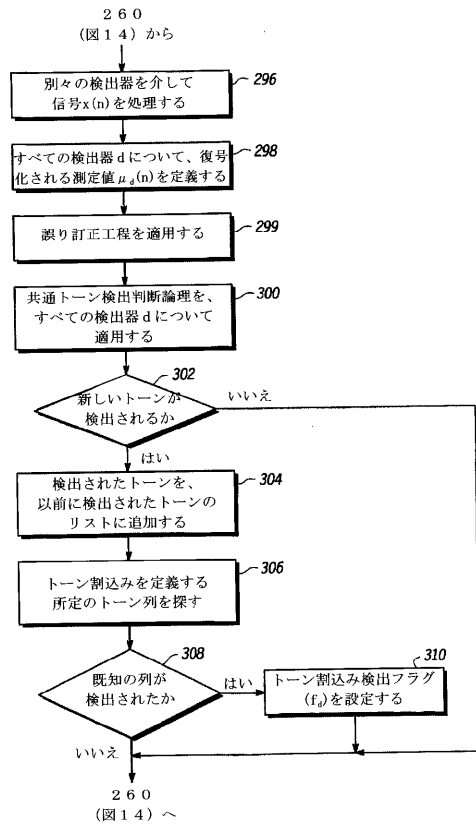 ２６０
（図１４）から
別々の検出器を介して
信号x(n)を処理する
296
すべての検出器ｄについて、復号
化される測定値μd(n)を定義する
298
誤り訂正工程を適用する
299
共通トーン検出判断論理を、
すべての検出器ｄについて
適用する
300
302
新しいトーンが
検出されるか
いいえ
はい
検出されたトーンを、
以前に検出されたトーンの
リストに追加する
304
トーン割込みを定義する
所定のトーン列を探す
306
308
既知の列が
検出されたか
はい
310
トーン割込み検出フラグ
(fd)を設定する
いいえ
２６０
（図１４）へ